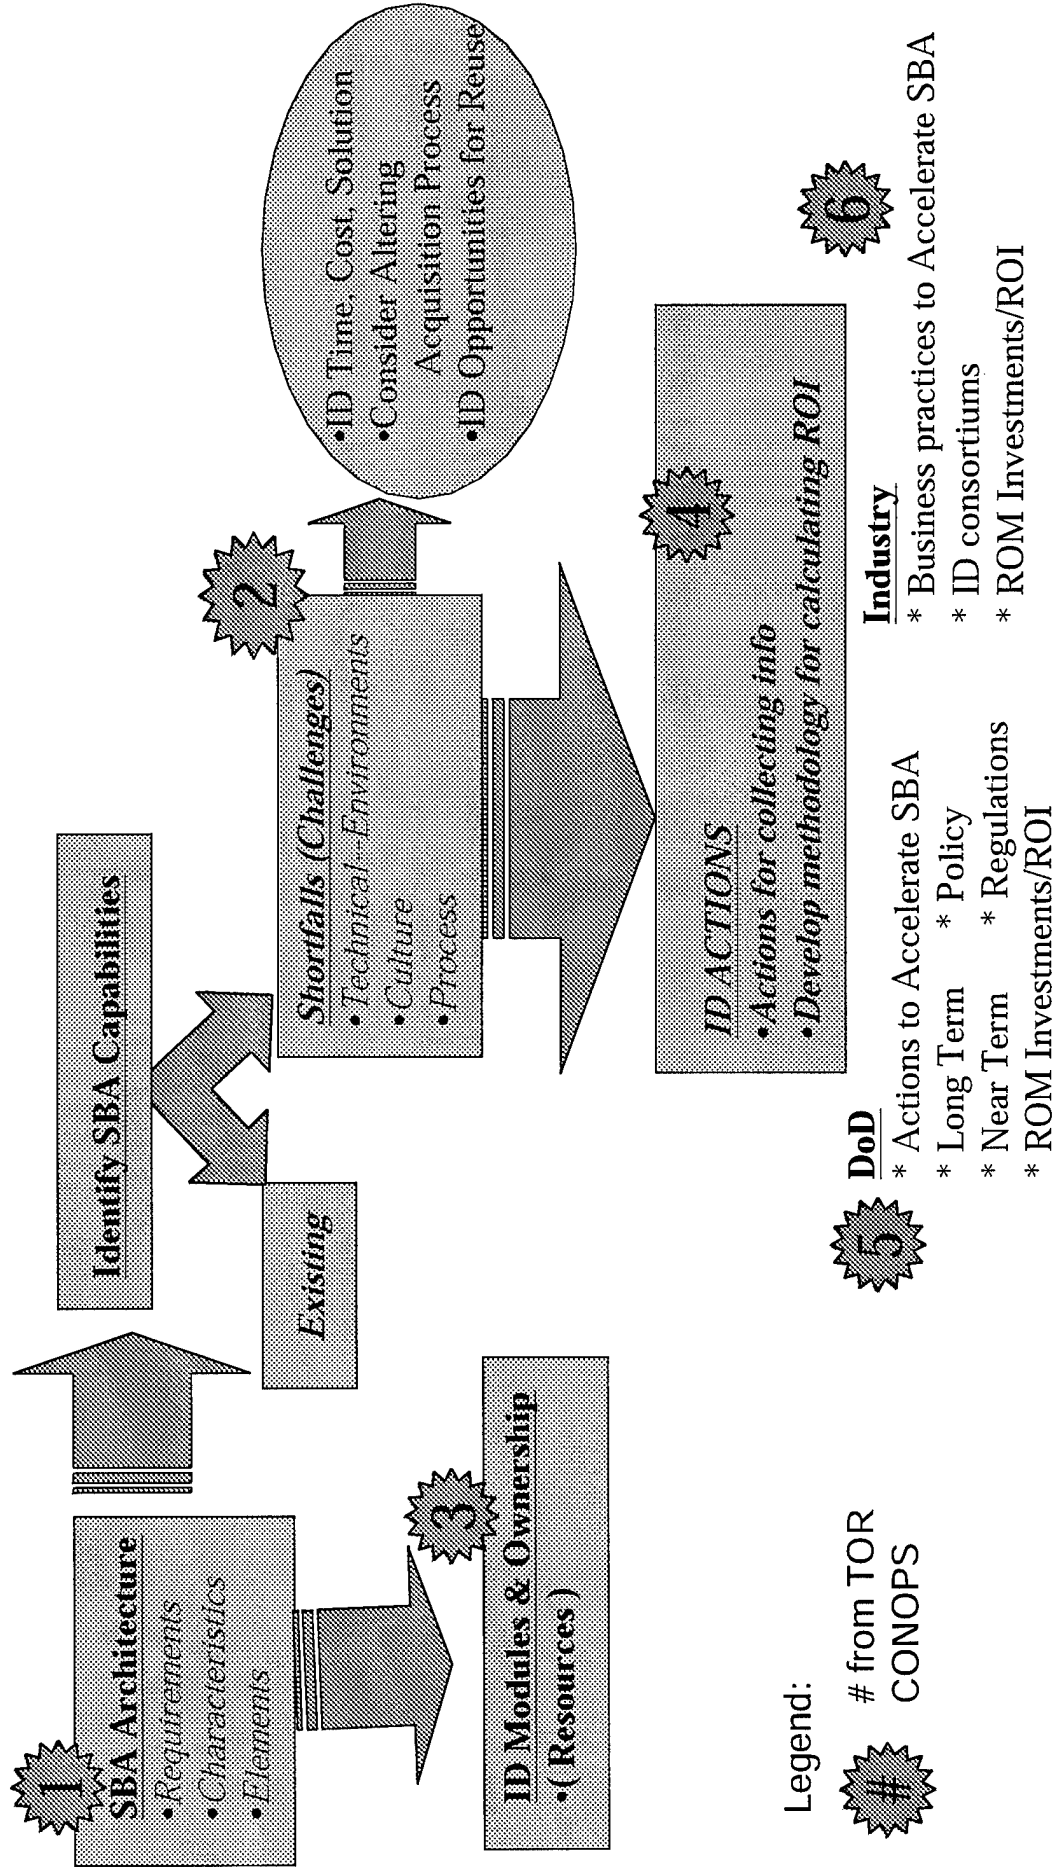 1
SBA Architecture
•Requirements
•Characteristics
•Elements
Identify SBA Capabilities
Existing
2
Shortfalls (Challenges)
• Technical-Environments
• Culture
• Process
•ID Time, Cost, Solution
•Consider Altering
Acquisition Process
•ID Opportunities for Reuse
3
ID Modules & Ownership
•( Resources )
4
ID ACTIONS
•Actions for collecting info
•Develop methodology for calculating ROI
5
DoD
* Actions to Accelerate SBA
* Long Term * Policy
* Near Term * Regulations
* ROM Investments/ROI
6
Industry
* Business practices to Accelerate SBA
* ID consortiums
* ROM Investments/ROI
Legend:
# # from TOR
CONOPS